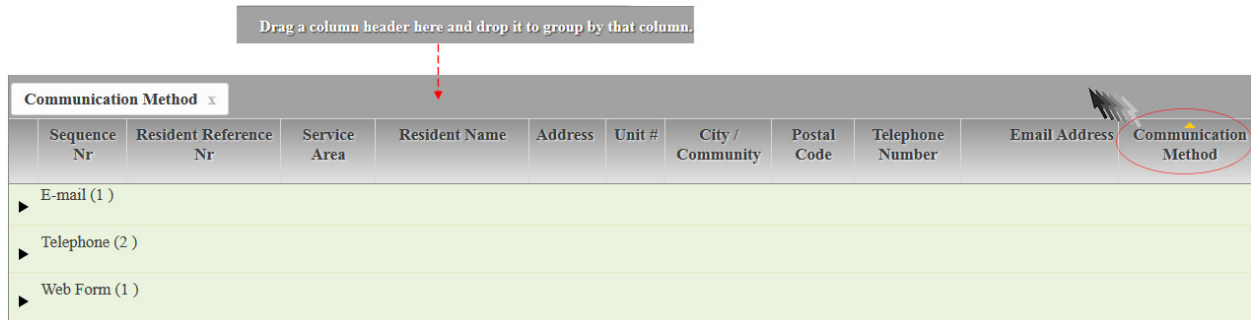 Drag a column header here and drop it to group by that column.
Communication Method x
Sequence Nr Resident Reference Nr Service Area Resident Name Address Unit # City / Community Postal Code Telephone Number Email Address Communication Method
E-mail (1 )
Telephone (2 )
Web Form (1 )